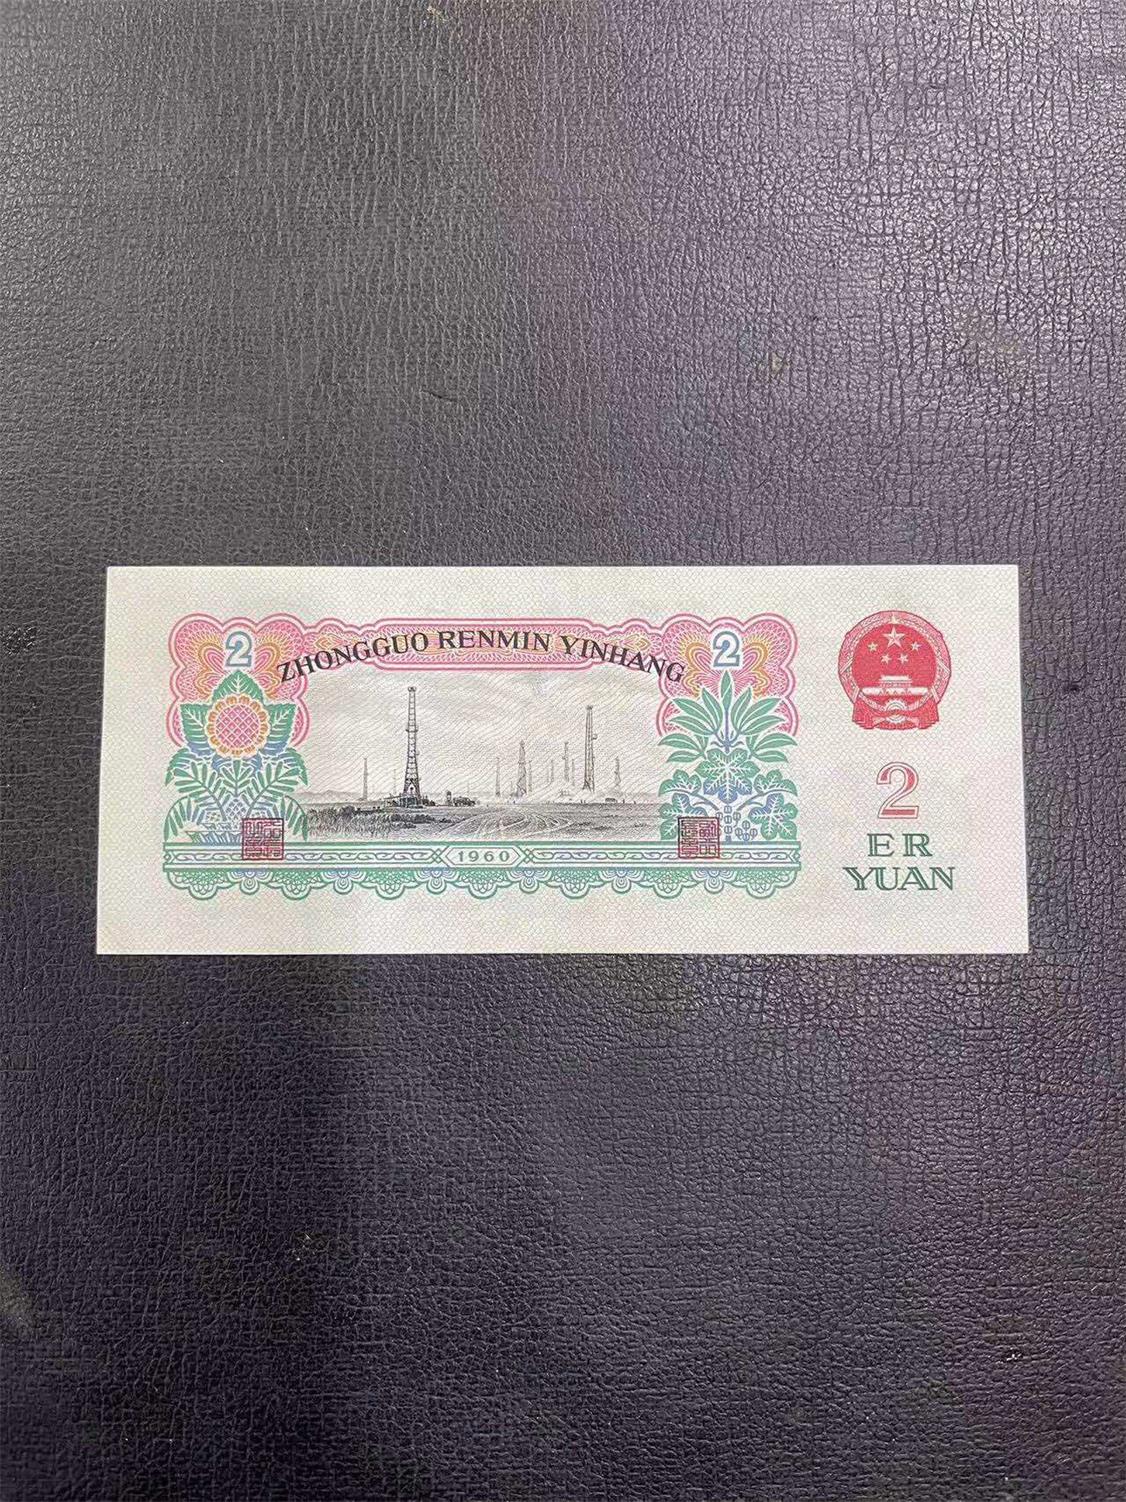 2
ZHONGGUO RENMIN YINHANG
2
1960
2
ER
YUAN